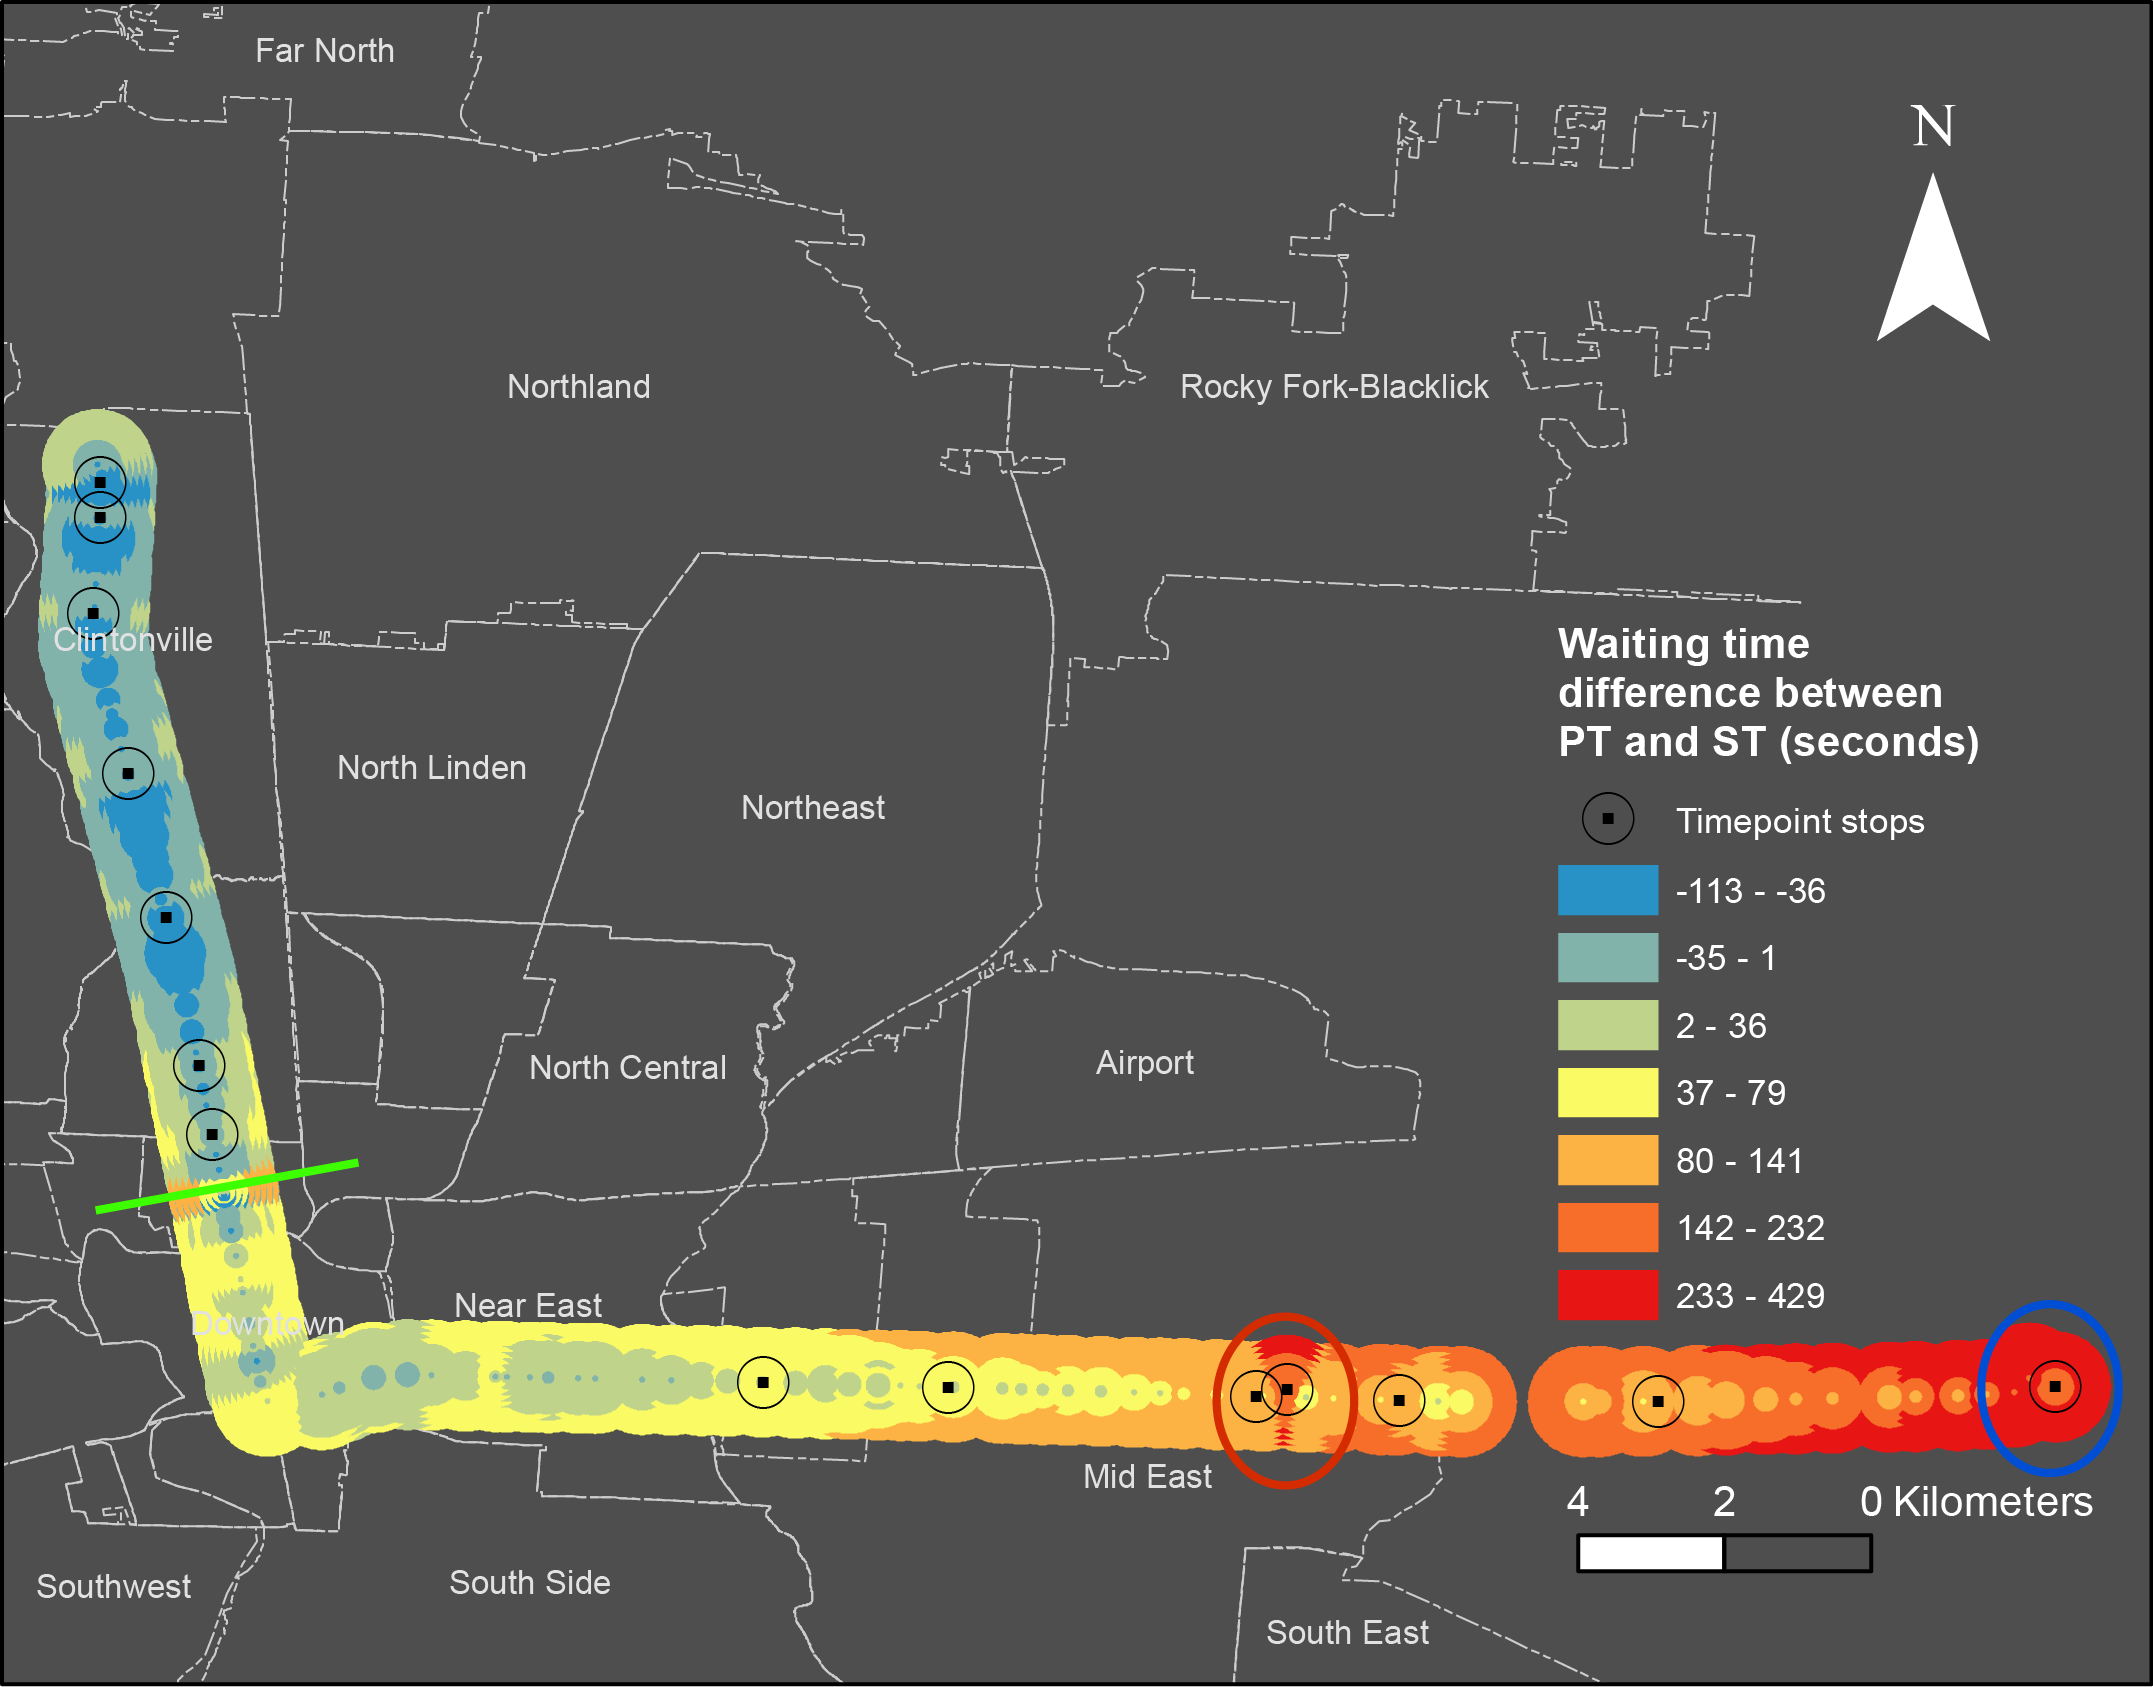 Far North
N
Northland
Rocky Fork-Blacklick
Clintonville
North Linden
Northeast
North Central
Airport
Near East
Downtown
Mid East
Southwest
South Side
South East
Waiting time
difference between
PT and ST (seconds)
Timepoint stops
-113 - -36
-35 - 1
2 - 36
37 - 79
80 - 141
142 - 232
233 - 429
4 2 0 Kilometers